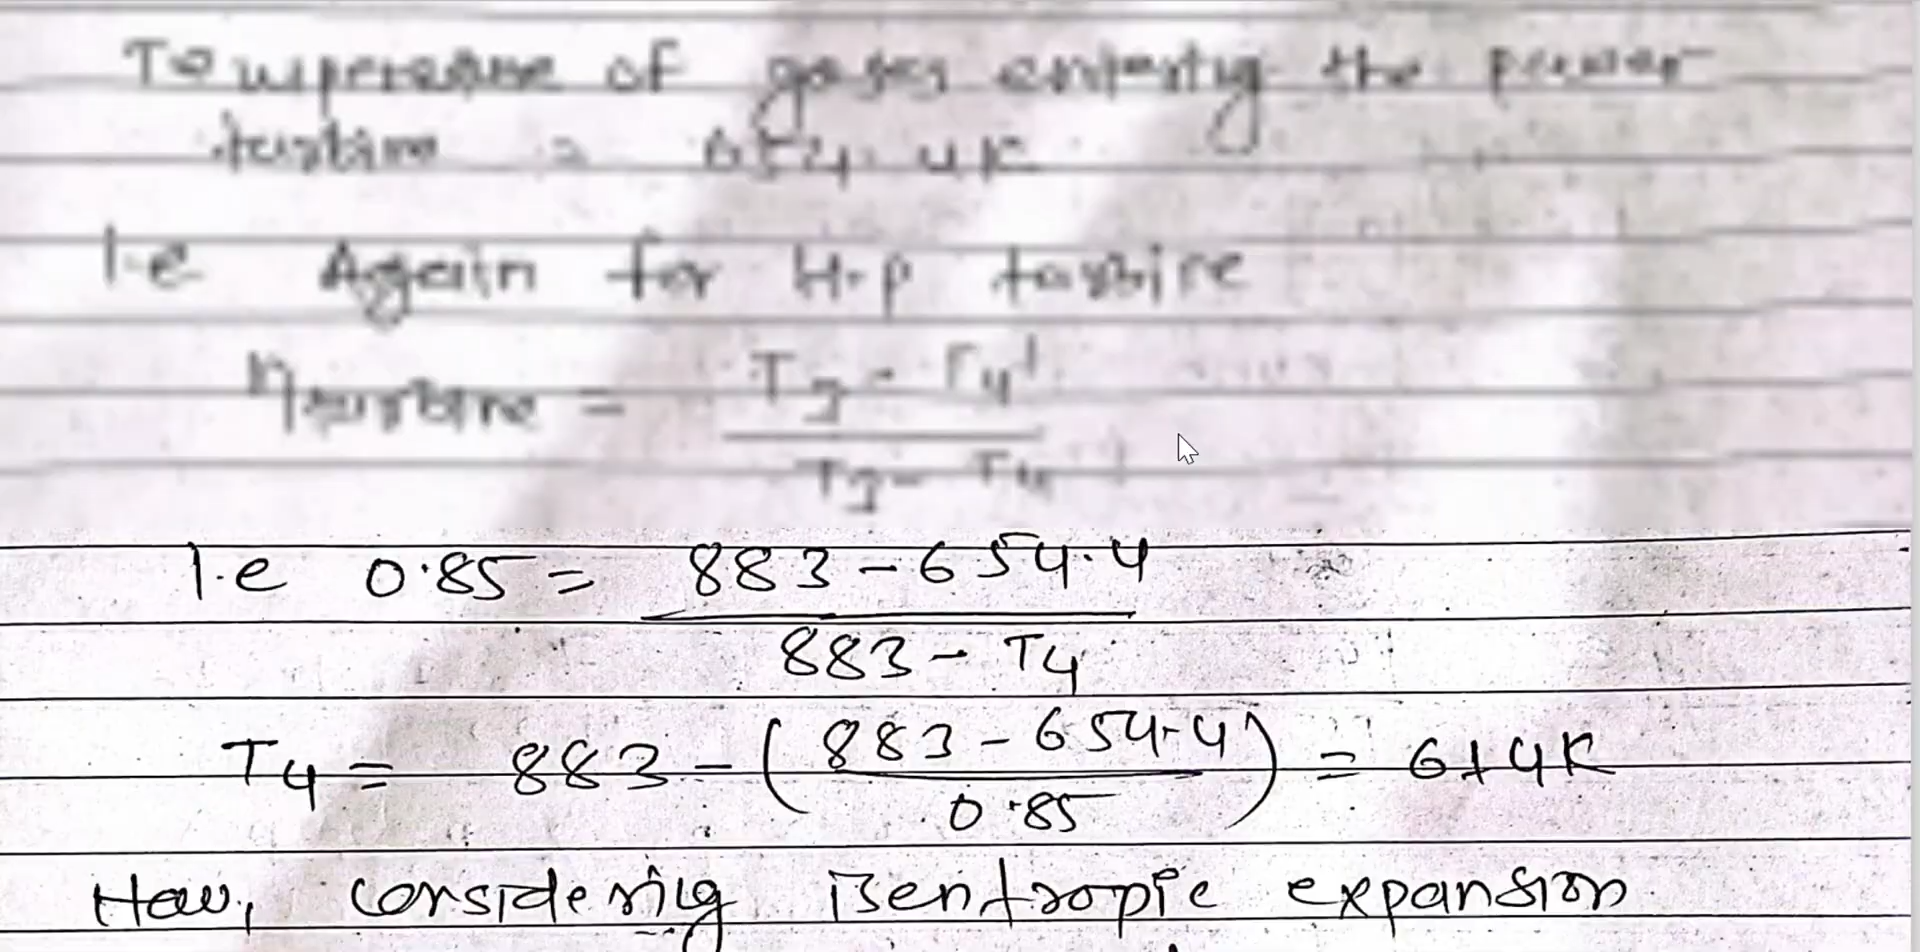 Temperature of gases entering the power
turbine = 654.4K
I.e Again for H.p turbine
ηturbine = T3 - T4' / T3 - T4
I.e 0.85 = 883 - 654.4 / 883 - T4
T4 = 883 - (883 - 654.4 / 0.85) = 614K
How, considering isentropic expansion